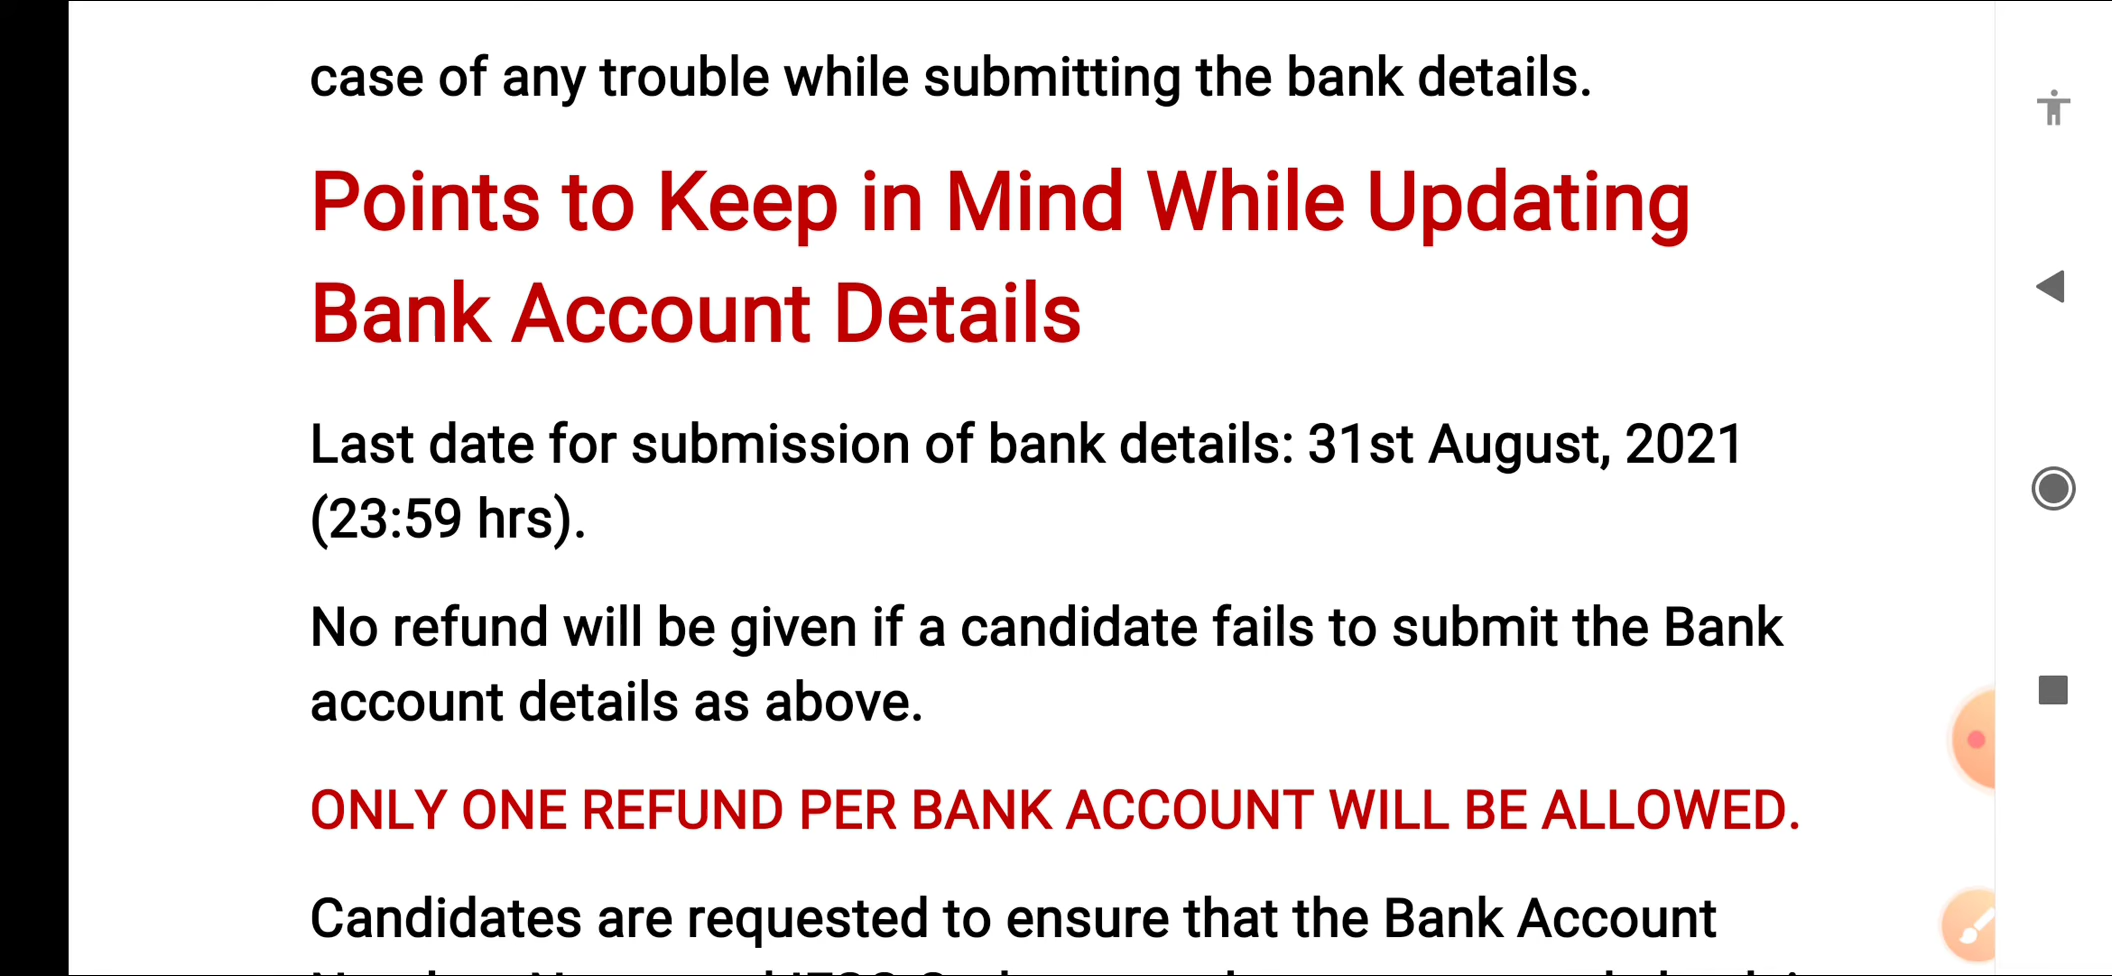 case of any trouble while submitting the bank details.
Points to Keep in Mind While Updating
Bank Account Details
Last date for submission of bank details: 31st August, 2021
(23:59 hrs).
No refund will be given if a candidate fails to submit the Bank
account details as above.
ONLY ONE REFUND PER BANK ACCOUNT WILL BE ALLOWED.
Candidates are requested to ensure that the Bank Account